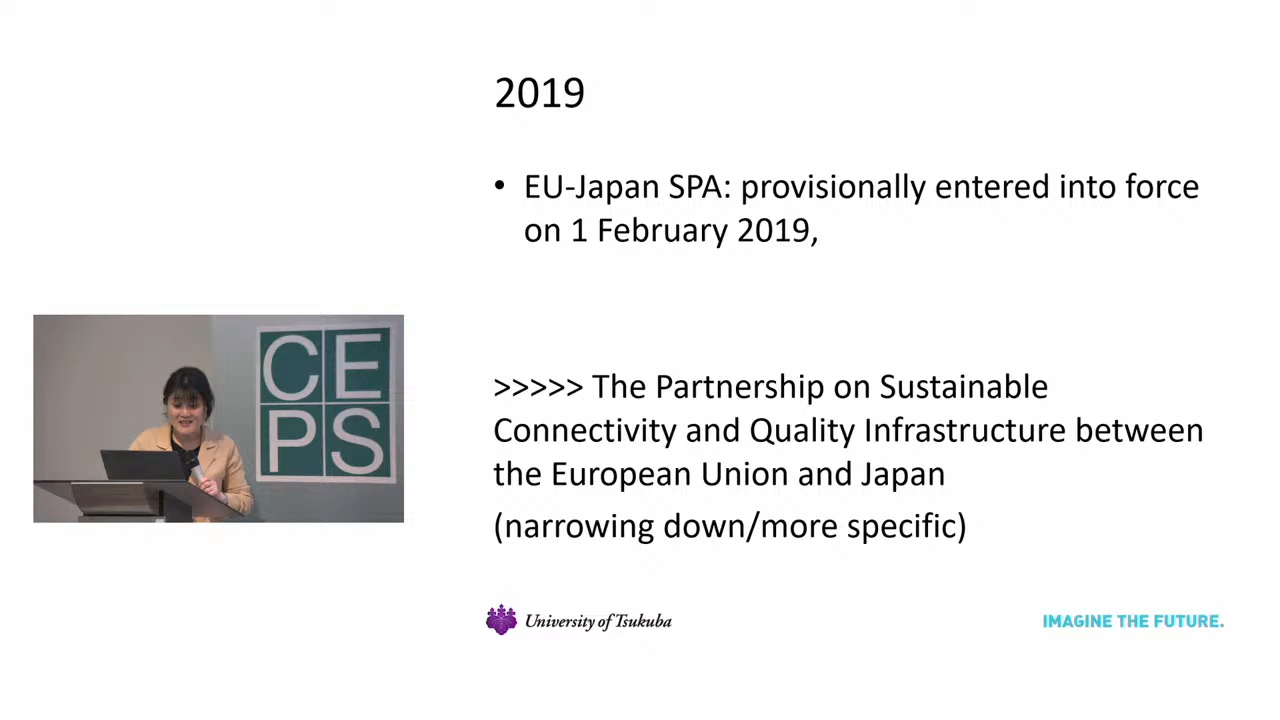 2019
• EU-Japan SPA: provisionally entered into force
on 1 February 2019,
CE
PS
>>>>> The Partnership on Sustainable
Connectivity and Quality Infrastructure between
the European Union and Japan
(narrowing down/more specific)
University of Tsukuba
IMAGINE THE FUTURE.